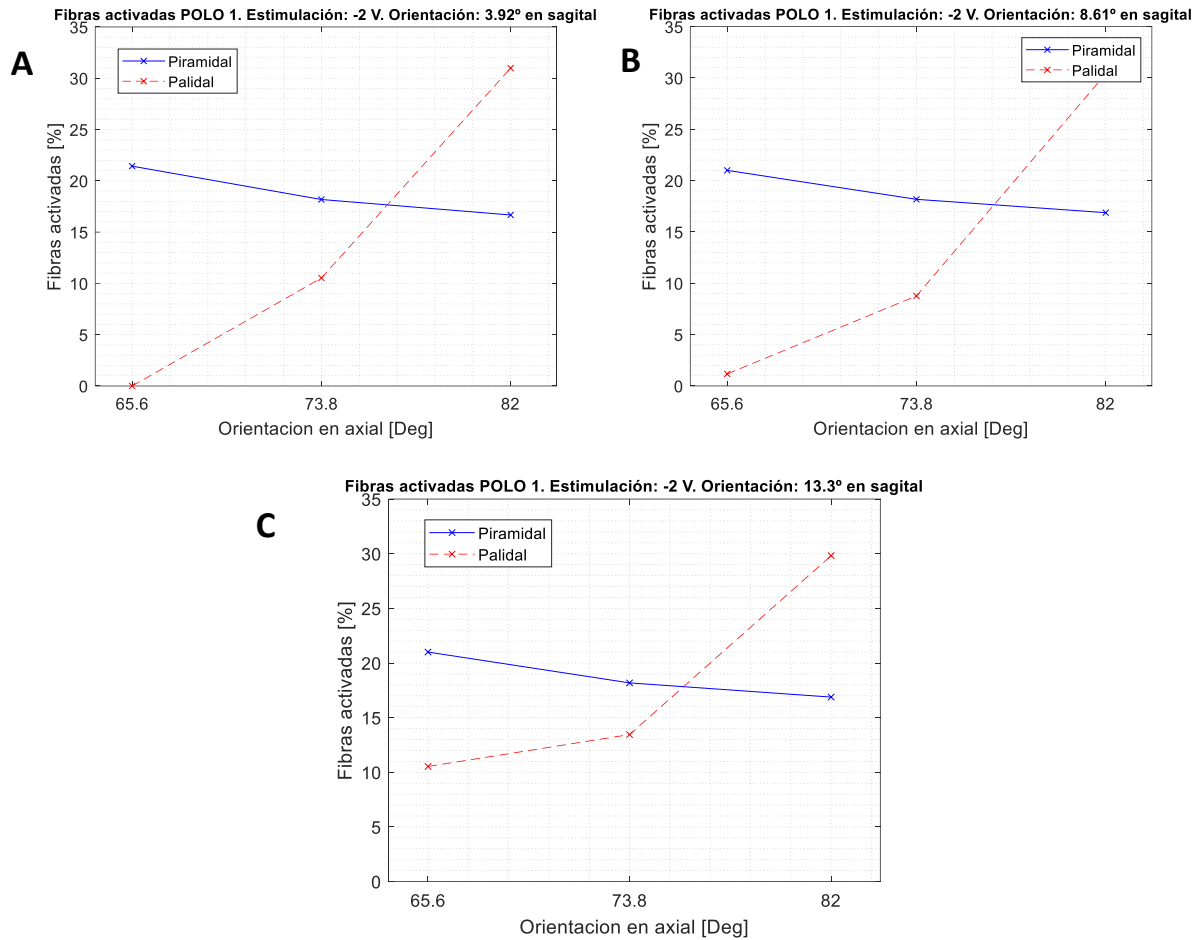 Fibras activadas POLO 1. Estimulación: -2 V. Orientación: 3.92º en sagital
A
Piramidal
Palidal
35
30
25
20
15
10
5
0
Fibras activadas [%]
65.6 73.8 82
Orientacion en axial [Deg]
Fibras activadas POLO 1. Estimulación: -2 V. Orientación: 8.61º en sagital
B
Piramidal
Palidal
35
30
25
20
15
10
5
0
Fibras activadas [%]
65.6 73.8 82
Orientacion en axial [Deg]
Fibras activadas POLO 1. Estimulación: -2 V. Orientación: 13.3º en sagital
C
Piramidal
Palidal
35
30
25
20
15
10
5
0
Fibras activadas [%]
65.6 73.8 82
Orientacion en axial [Deg]